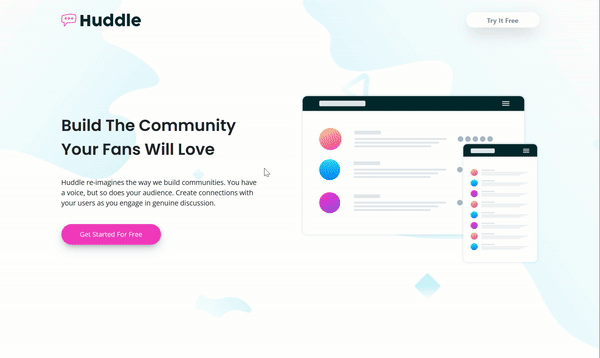 Huddle
Try It Free
Build The Community
Your Fans Will Love
Huddle re-imagines the way we build communities. You have
a voice, but so does your audience. Create connections with
your users as you engage in genuine discussion.
Get Started For Free